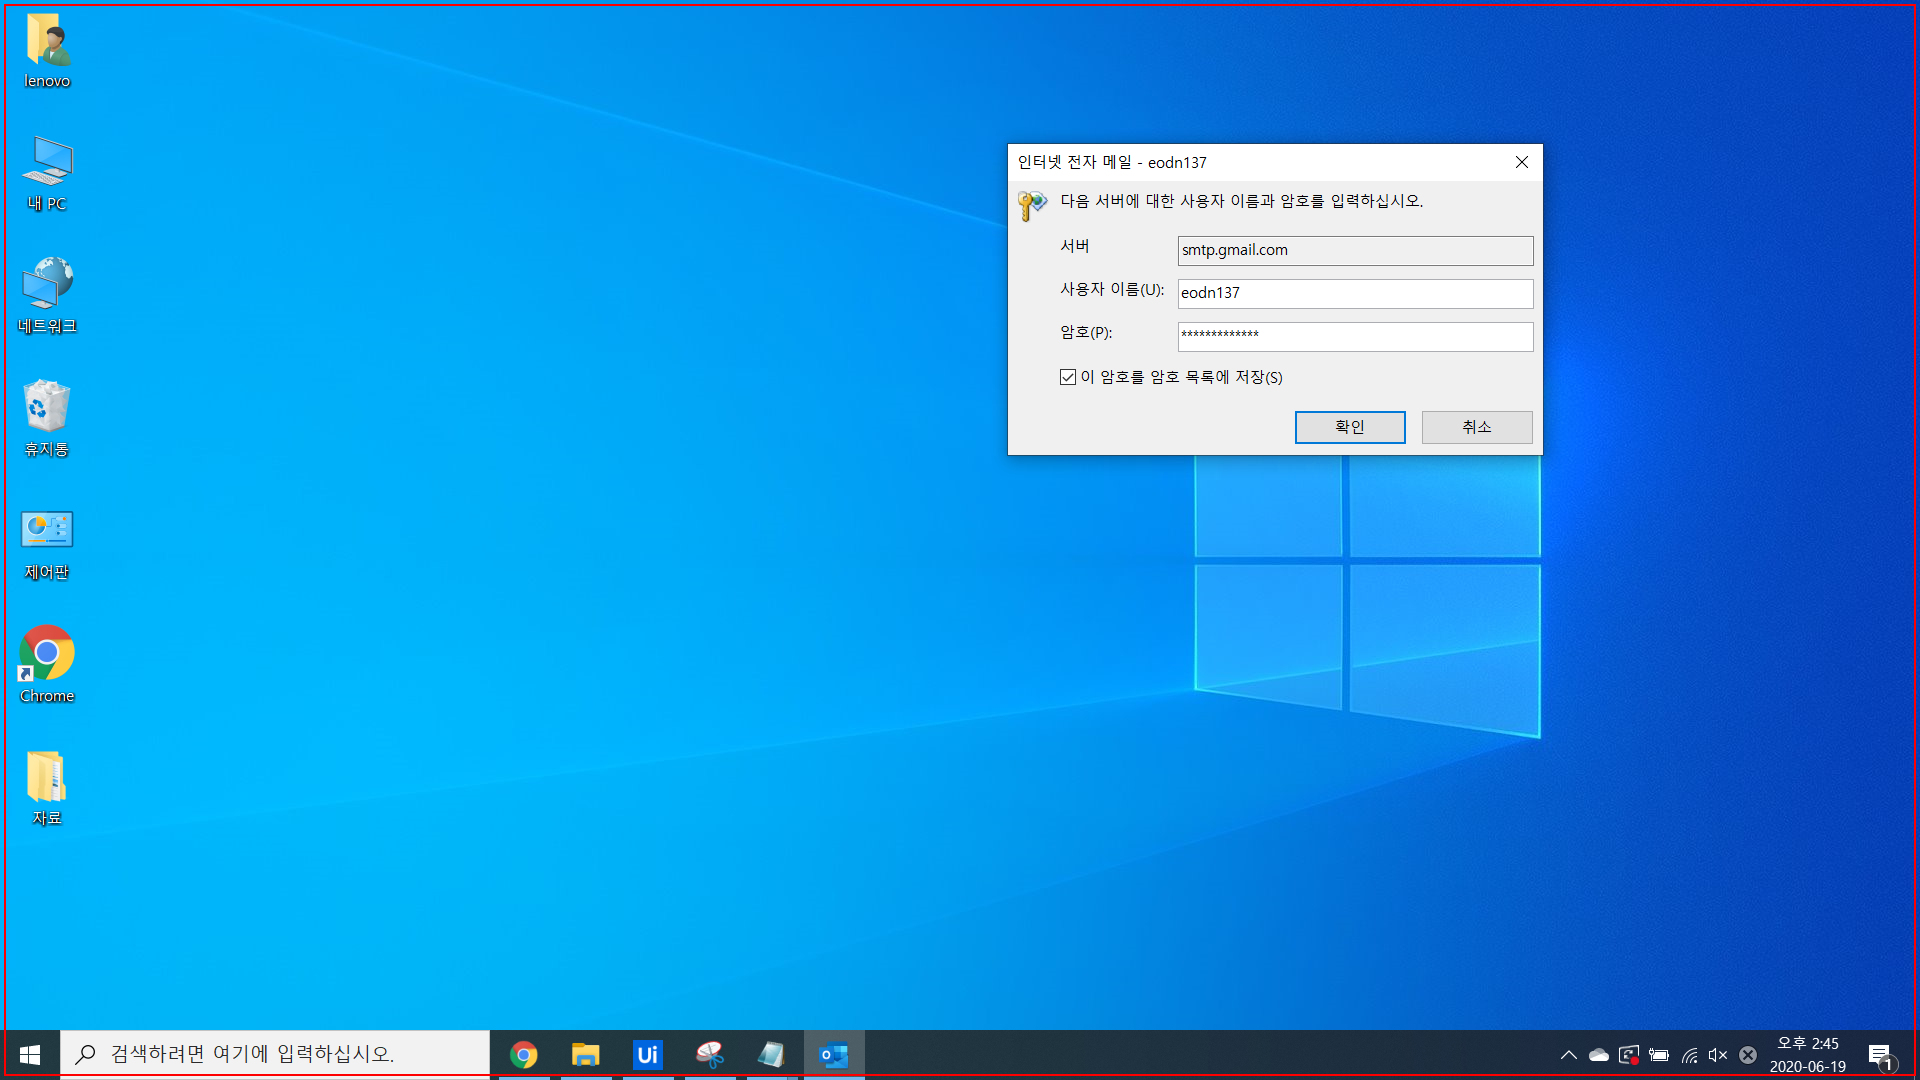 lenovo
내 PC
네트워크
휴지통
제어판
Chrome
자료
인터넷 전자 메일 - eodn137
다음 서버에 대한 사용자 이름과 암호를 입력하십시오.
서버
smtp.gmail.com
사용자 이름(U):
eodn137
암호(P):
*************
이 암호를 암호 목록에 저장(S)
확인
취소
검색하려면 여기에 입력하십시오.
Ui
오후 2:45
2020-06-19
1